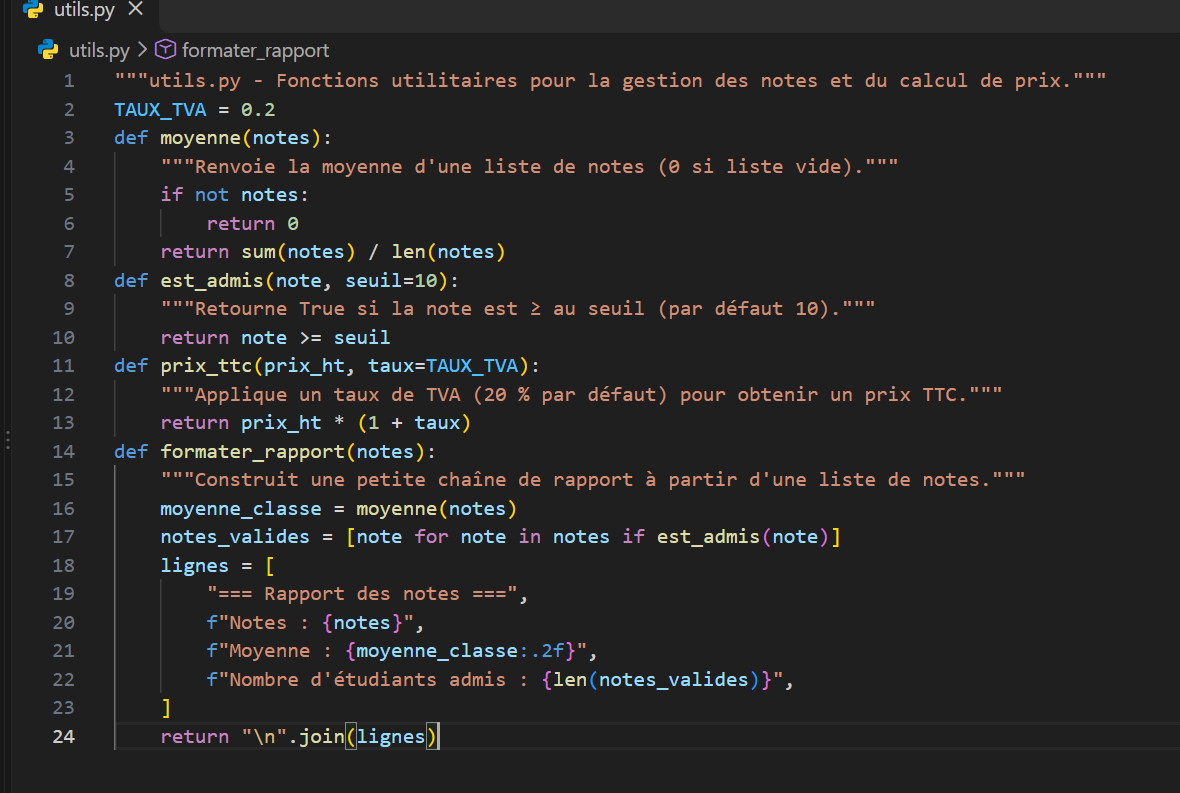 utils.py
utils.py > formater_rapport
1 """utils.py - Fonctions utilitaires pour la gestion des notes et du calcul de prix."""
2 TAUX_TVA = 0.2
3 def moyenne(notes):
4     """Renvoie la moyenne d'une liste de notes (0 si liste vide)."""
5     if not notes:
6         return 0
7     return sum(notes) / len(notes)
8 def est_admis(note, seuil=10):
9     """Retourne True si la note est ≥ au seuil (par défaut 10)."""
10     return note >= seuil
11 def prix_ttc(prix_ht, taux=TAUX_TVA):
12     """Applique un taux de TVA (20 % par défaut) pour obtenir un prix TTC."""
13     return prix_ht * (1 + taux)
14 def formater_rapport(notes):
15     """Construit une petite chaîne de rapport à partir d'une liste de notes."""
16     moyenne_classe = moyenne(notes)
17     notes_valides = [note for note in notes if est_admis(note)]
18     lignes = [
19         "=== Rapport des notes ===",
20         f"Notes : {notes}",
21         f"Moyenne : {moyenne_classe:.2f}",
22         f"Nombre d'étudiants admis : {len(notes_valides)}",
23     ]
24     return "\n".join(lignes)